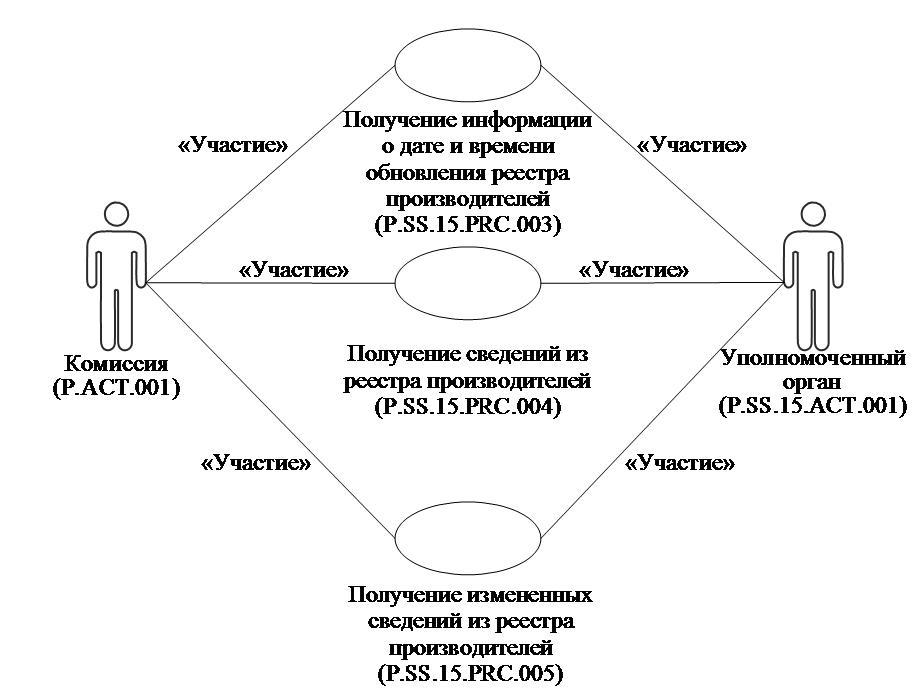 Получение информации
о дате и времени
обновления реестра
производителей
(P.SS.15.PRC.003)
«Участие»
«Участие»
«Участие»
«Участие»
Комиссия
(P.ACT.001)
Получение сведений из
реестра производителей
(P.SS.15.PRC.004)
Уполномоченный
орган
(P.SS.15.ACT.001)
«Участие»
«Участие»
Получение измененных
сведений из реестра
производителей
(P.SS.15.PRC.005)